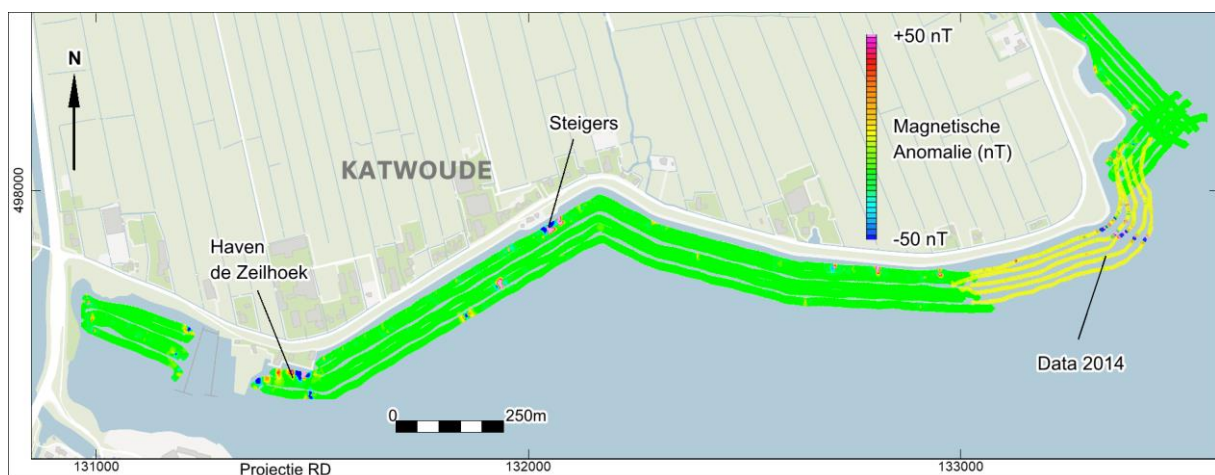 N
+50 nT
Magnetische
Anomalie (nT)
-50 nT
Steigers
KATWOUDE
498000
Haven
de Zeilhoek
Data 2014
0
250m
131000
Projectie RD
132000
133000